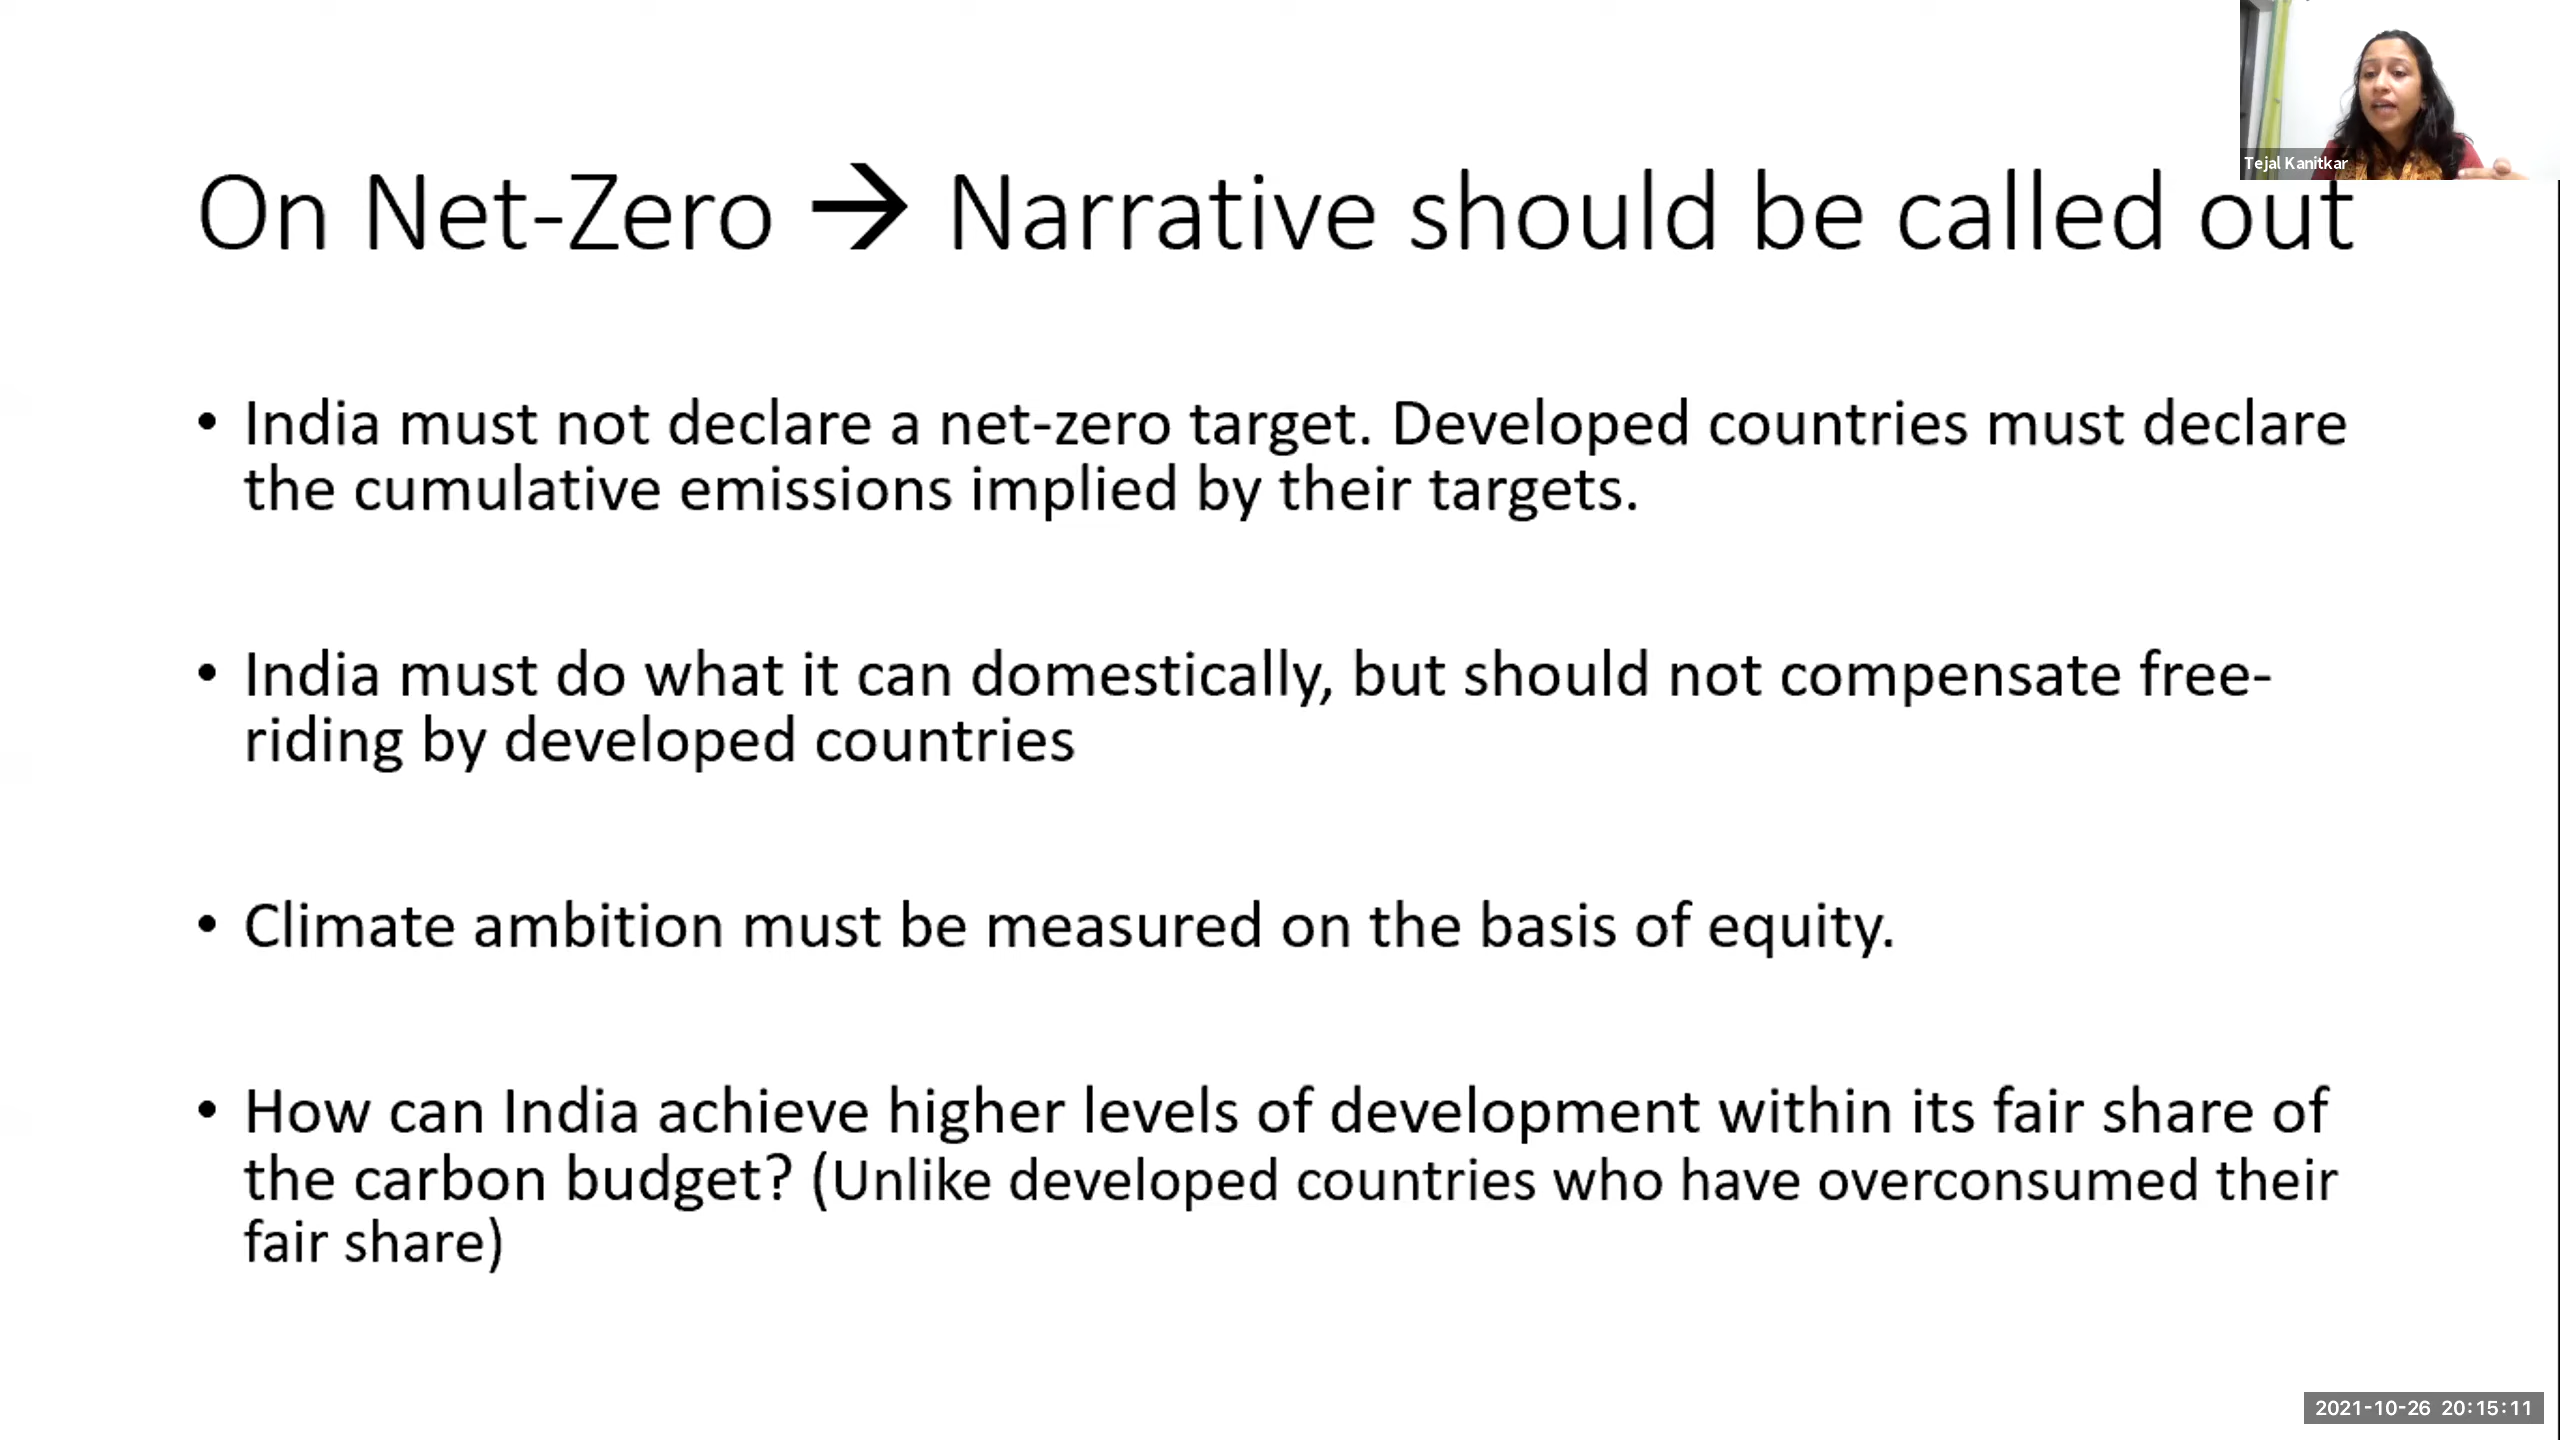 Tejal Kanitkar
On Net-Zero → Narrative should be called out
• India must not declare a net-zero target. Developed countries must declare
the cumulative emissions implied by their targets.
• India must do what it can domestically, but should not compensate free-
riding by developed countries
• Climate ambition must be measured on the basis of equity.
• How can India achieve higher levels of development within its fair share of
the carbon budget? (Unlike developed countries who have overconsumed their
fair share)
2021-10-26 20:15:11